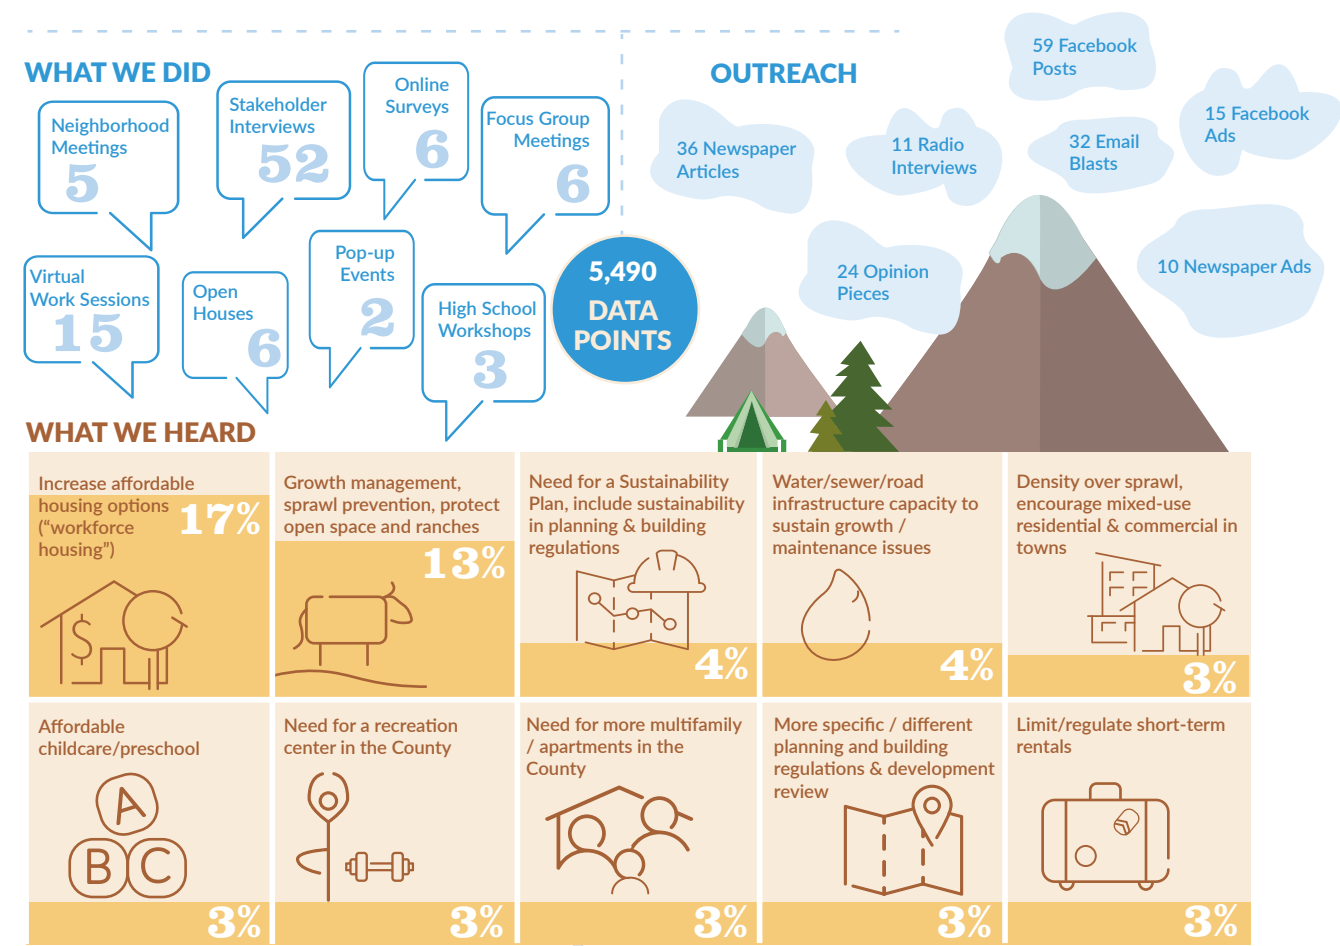 WHAT WE DID
Neighborhood
Meetings
5
Stakeholder
Interviews
52
Online
Surveys
6
Focus Group
Meetings
6
Virtual
Work Sessions
15
Open
Houses
6
Pop-up
Events
2
High School
Workshops
3
5,490
DATA
POINTS
OUTREACH
59 Facebook
Posts
36 Newspaper
Articles
11 Radio
Interviews
32 Email
Blasts
15 Facebook
Ads
24 Opinion
Pieces
10 Newspaper Ads
WHAT WE HEARD
Increase affordable
housing options
(“workforce
housing”)
17%
$
Growth management,
sprawl prevention, protect
open space and ranches
13%
Need for a Sustainability
Plan, include sustainability
in planning & building
regulations
4%
Water/sewer/road
infrastructure capacity to
sustain growth /
maintenance issues
4%
Density over sprawl,
encourage mixed-use
residential & commercial in
towns
3%
Affordable
childcare/preschool
A
B C
3%
Need for a recreation
center in the County
3%
Need for more multifamily
/ apartments in the
County
3%
More specific / different
planning and building
regulations & development
review
3%
Limit/regulate short-term
rentals
3%